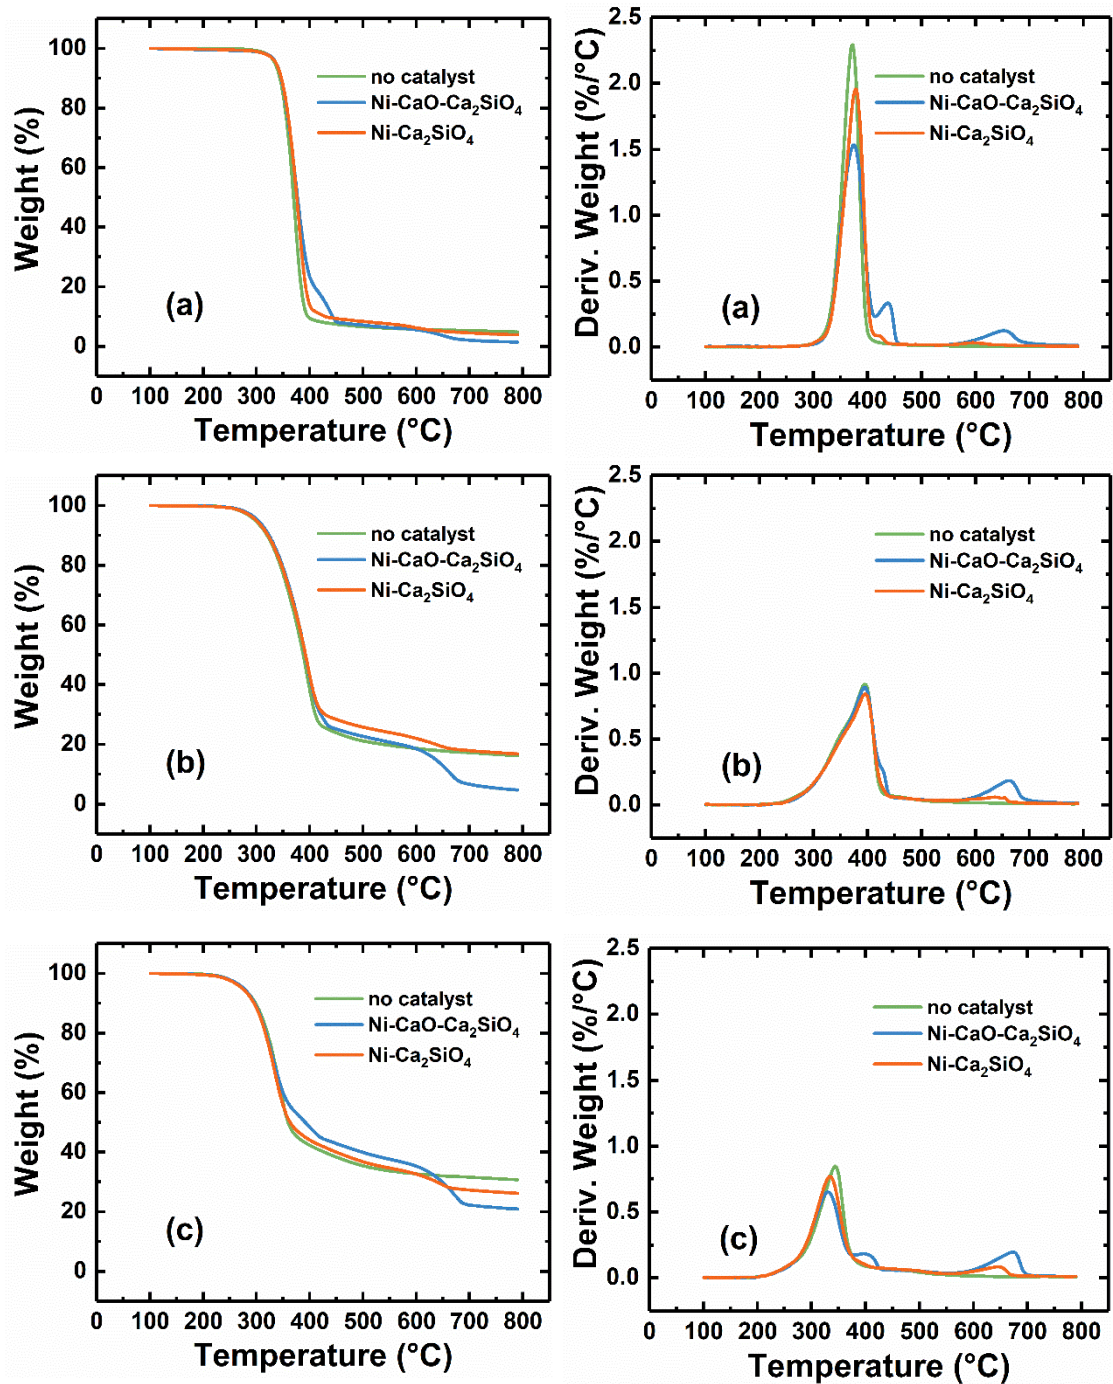 Weight (%)
100
80
60
40
20
0
no catalyst
Ni-CaO-Ca₂SiO₄
Ni-Ca₂SiO₄
(a)
0 100 200 300 400 500 600 700 800
Temperature (°C)
Deriv. Weight (%/°C)
2.5
2.0
1.5
1.0
0.5
0.0
no catalyst
Ni-CaO-Ca₂SiO₄
Ni-Ca₂SiO₄
(a)
0 100 200 300 400 500 600 700 800
Temperature (°C)
Weight (%)
100
80
60
40
20
0
no catalyst
Ni-CaO-Ca₂SiO₄
Ni-Ca₂SiO₄
(b)
0 100 200 300 400 500 600 700 800
Temperature (°C)
Deriv. Weight (%/°C)
2.5
2.0
1.5
1.0
0.5
0.0
no catalyst
Ni-CaO-Ca₂SiO₄
Ni-Ca₂SiO₄
(b)
0 100 200 300 400 500 600 700 800
Temperature (°C)
Weight (%)
100
80
60
40
20
0
no catalyst
Ni-CaO-Ca₂SiO₄
Ni-Ca₂SiO₄
(c)
0 100 200 300 400 500 600 700 800
Temperature (°C)
Deriv. Weight (%/°C)
2.5
2.0
1.5
1.0
0.5
0.0
no catalyst
Ni-CaO-Ca₂SiO₄
Ni-Ca₂SiO₄
(c)
0 100 200 300 400 500 600 700 800
Temperature (°C)